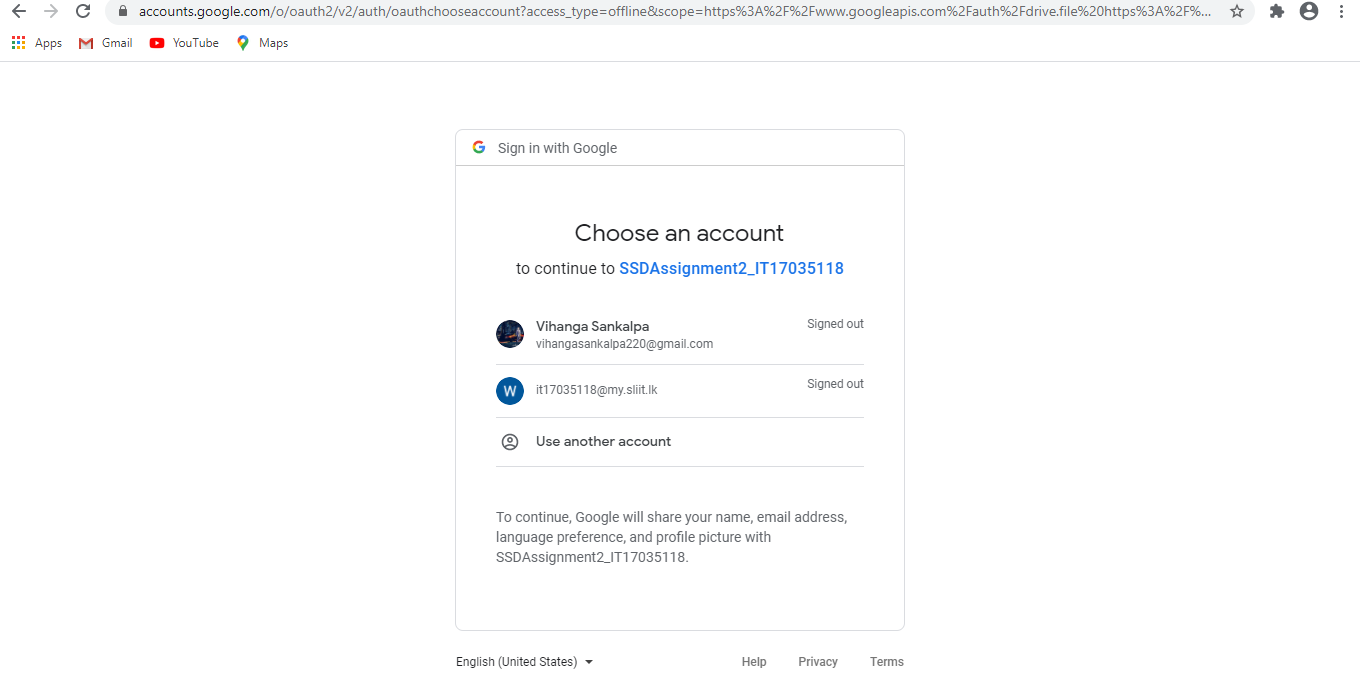 accounts.google.com/o/oauth2/v2/auth/oauthchooseaccount?access_type=offline&scope=https%3A%2F%2Fwww.googleapis.com%2Fauth%2Fdrive.file%20https%3A%2F%...
Apps Gmail YouTube Maps
Sign in with Google
Choose an account
to continue to SSDAssignment2_IT17035118
Vihanga Sankalpa Signed out
vihangasankalpa220@gmail.com
W it17035118@my.sliit.lk Signed out
Use another account
To continue, Google will share your name, email address,
language preference, and profile picture with
SSDAssignment2_IT17035118.
English (United States) Help Privacy Terms